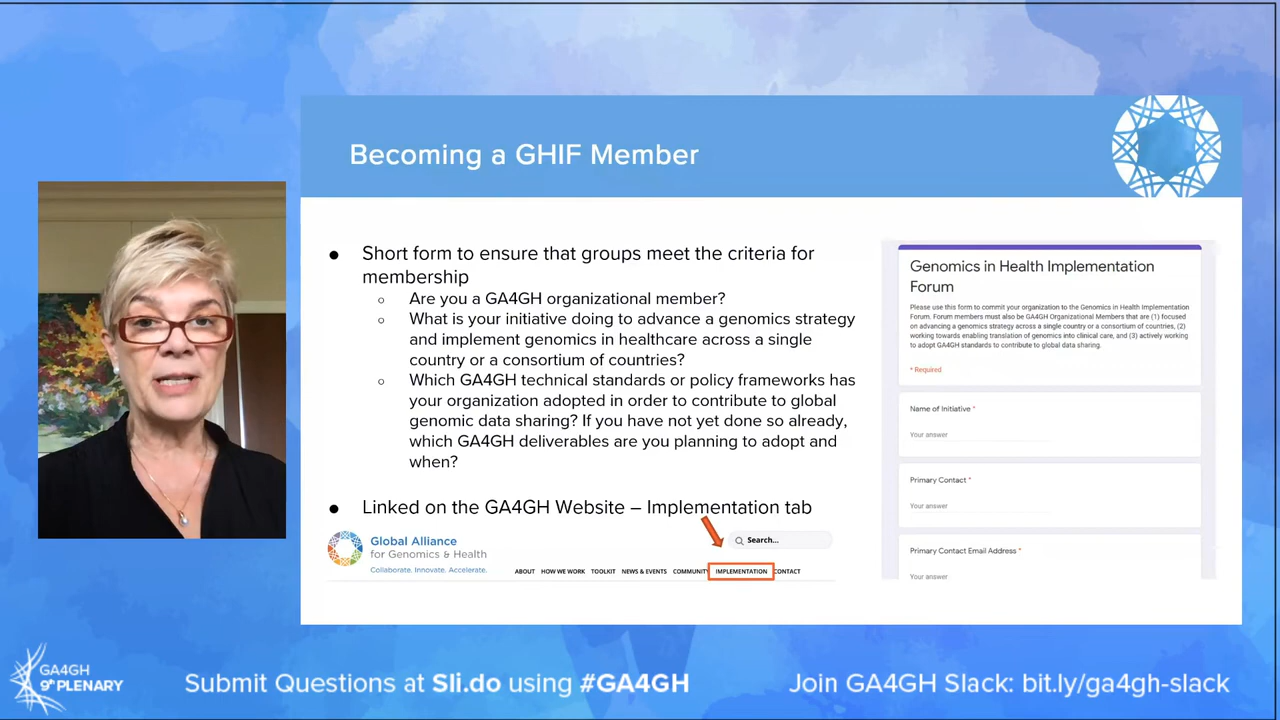 Becoming a GHIF Member
● Short form to ensure that groups meet the criteria for
membership
○ Are you a GA4GH organizational member?
○ What is your initiative doing to advance a genomics strategy
and implement genomics in healthcare across a single
country or a consortium of countries?
○ Which GA4GH technical standards or policy frameworks has
your organization adopted in order to contribute to global
genomic data sharing? If you have not yet done so already,
which GA4GH deliverables are you planning to adopt and
when?
● Linked on the GA4GH Website – Implementation tab
Global Alliance
for Genomics & Health
Collaborate. Innovate. Accelerate.
Search...
ABOUT HOW WE WORK TOOLKIT NEWS & EVENTS COMMUNITY IMPLEMENTATION CONTACT
Genomics in Health Implementation
Forum
Please use this form to commit your organization to the Genomics in Health Implementation
Forum. Forum members must also be GA4GH Organizational Members that are (1) focused
on advancing a genomics strategy across a single country or a consortium of countries, (2)
working towards enabling translation of genomics into clinical care, and (3) actively working
to adopt GA4GH standards to contribute to global data sharing.
* Required
Name of Initiative *
Your answer
Primary Contact *
Your answer
Primary Contact Email Address *
Your answer
GA4GH
9th PLENARY
Submit Questions at Sli.do using #GA4GH
Join GA4GH Slack: bit.ly/ga4gh-slack